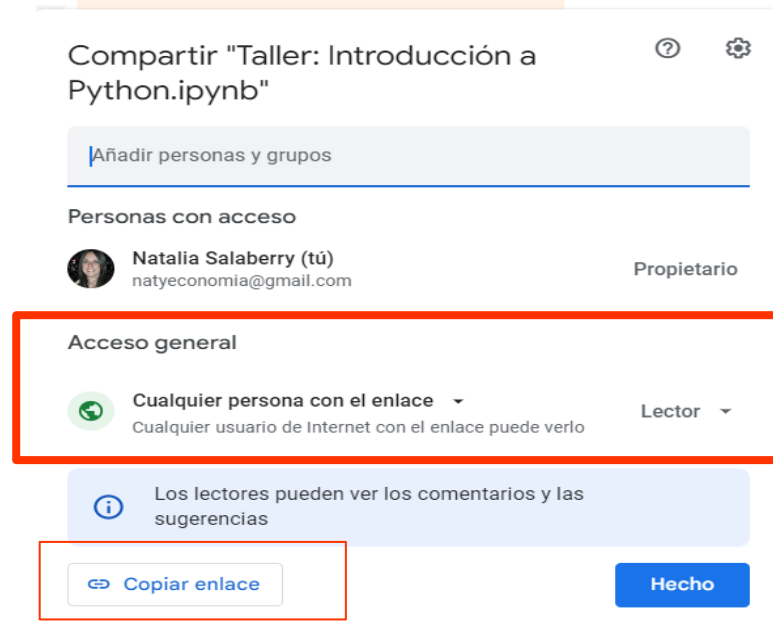 Compartir "Taller: Introducción a
Python.ipynb"
Añadir personas y grupos
Personas con acceso
Natalia Salaberry (tú)
natyeconomia@gmail.com
Propietario
Acceso general
Cualquier persona con el enlace
Cualquier usuario de Internet con el enlace puede verlo
Lector
Los lectores pueden ver los comentarios y las
sugerencias
Copiar enlace
Hecho